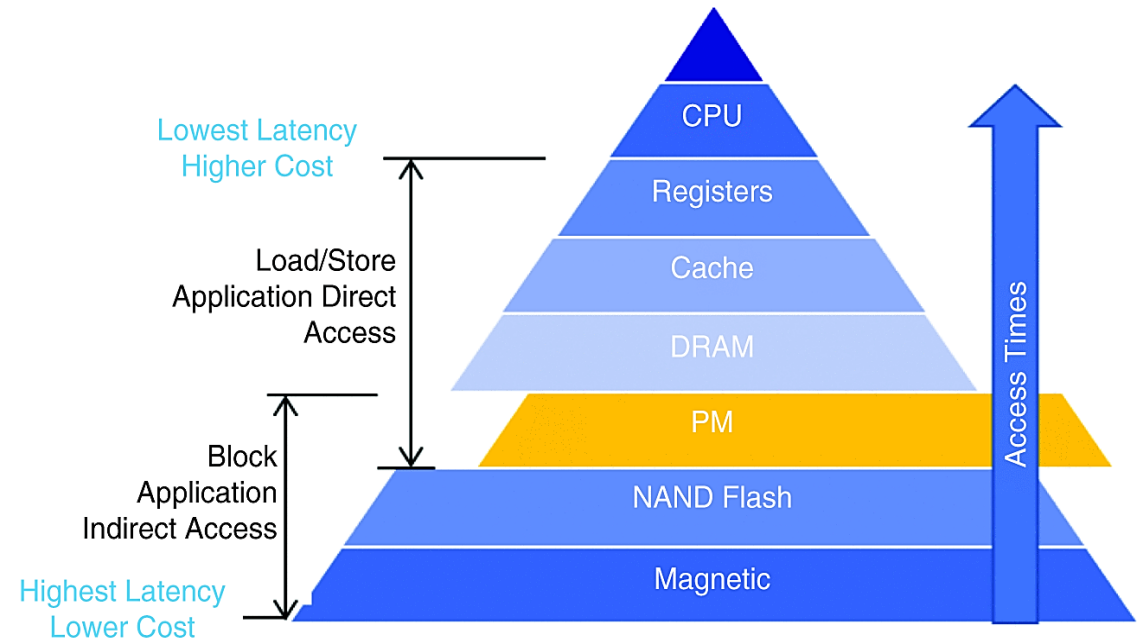 CPU
Lowest Latency
Higher Cost
Registers
Load/Store
Application Direct
Access
Cache
DRAM
PM
Block
Application
Indirect Access
NAND Flash
Magnetic
Highest Latency
Lower Cost
Access Times